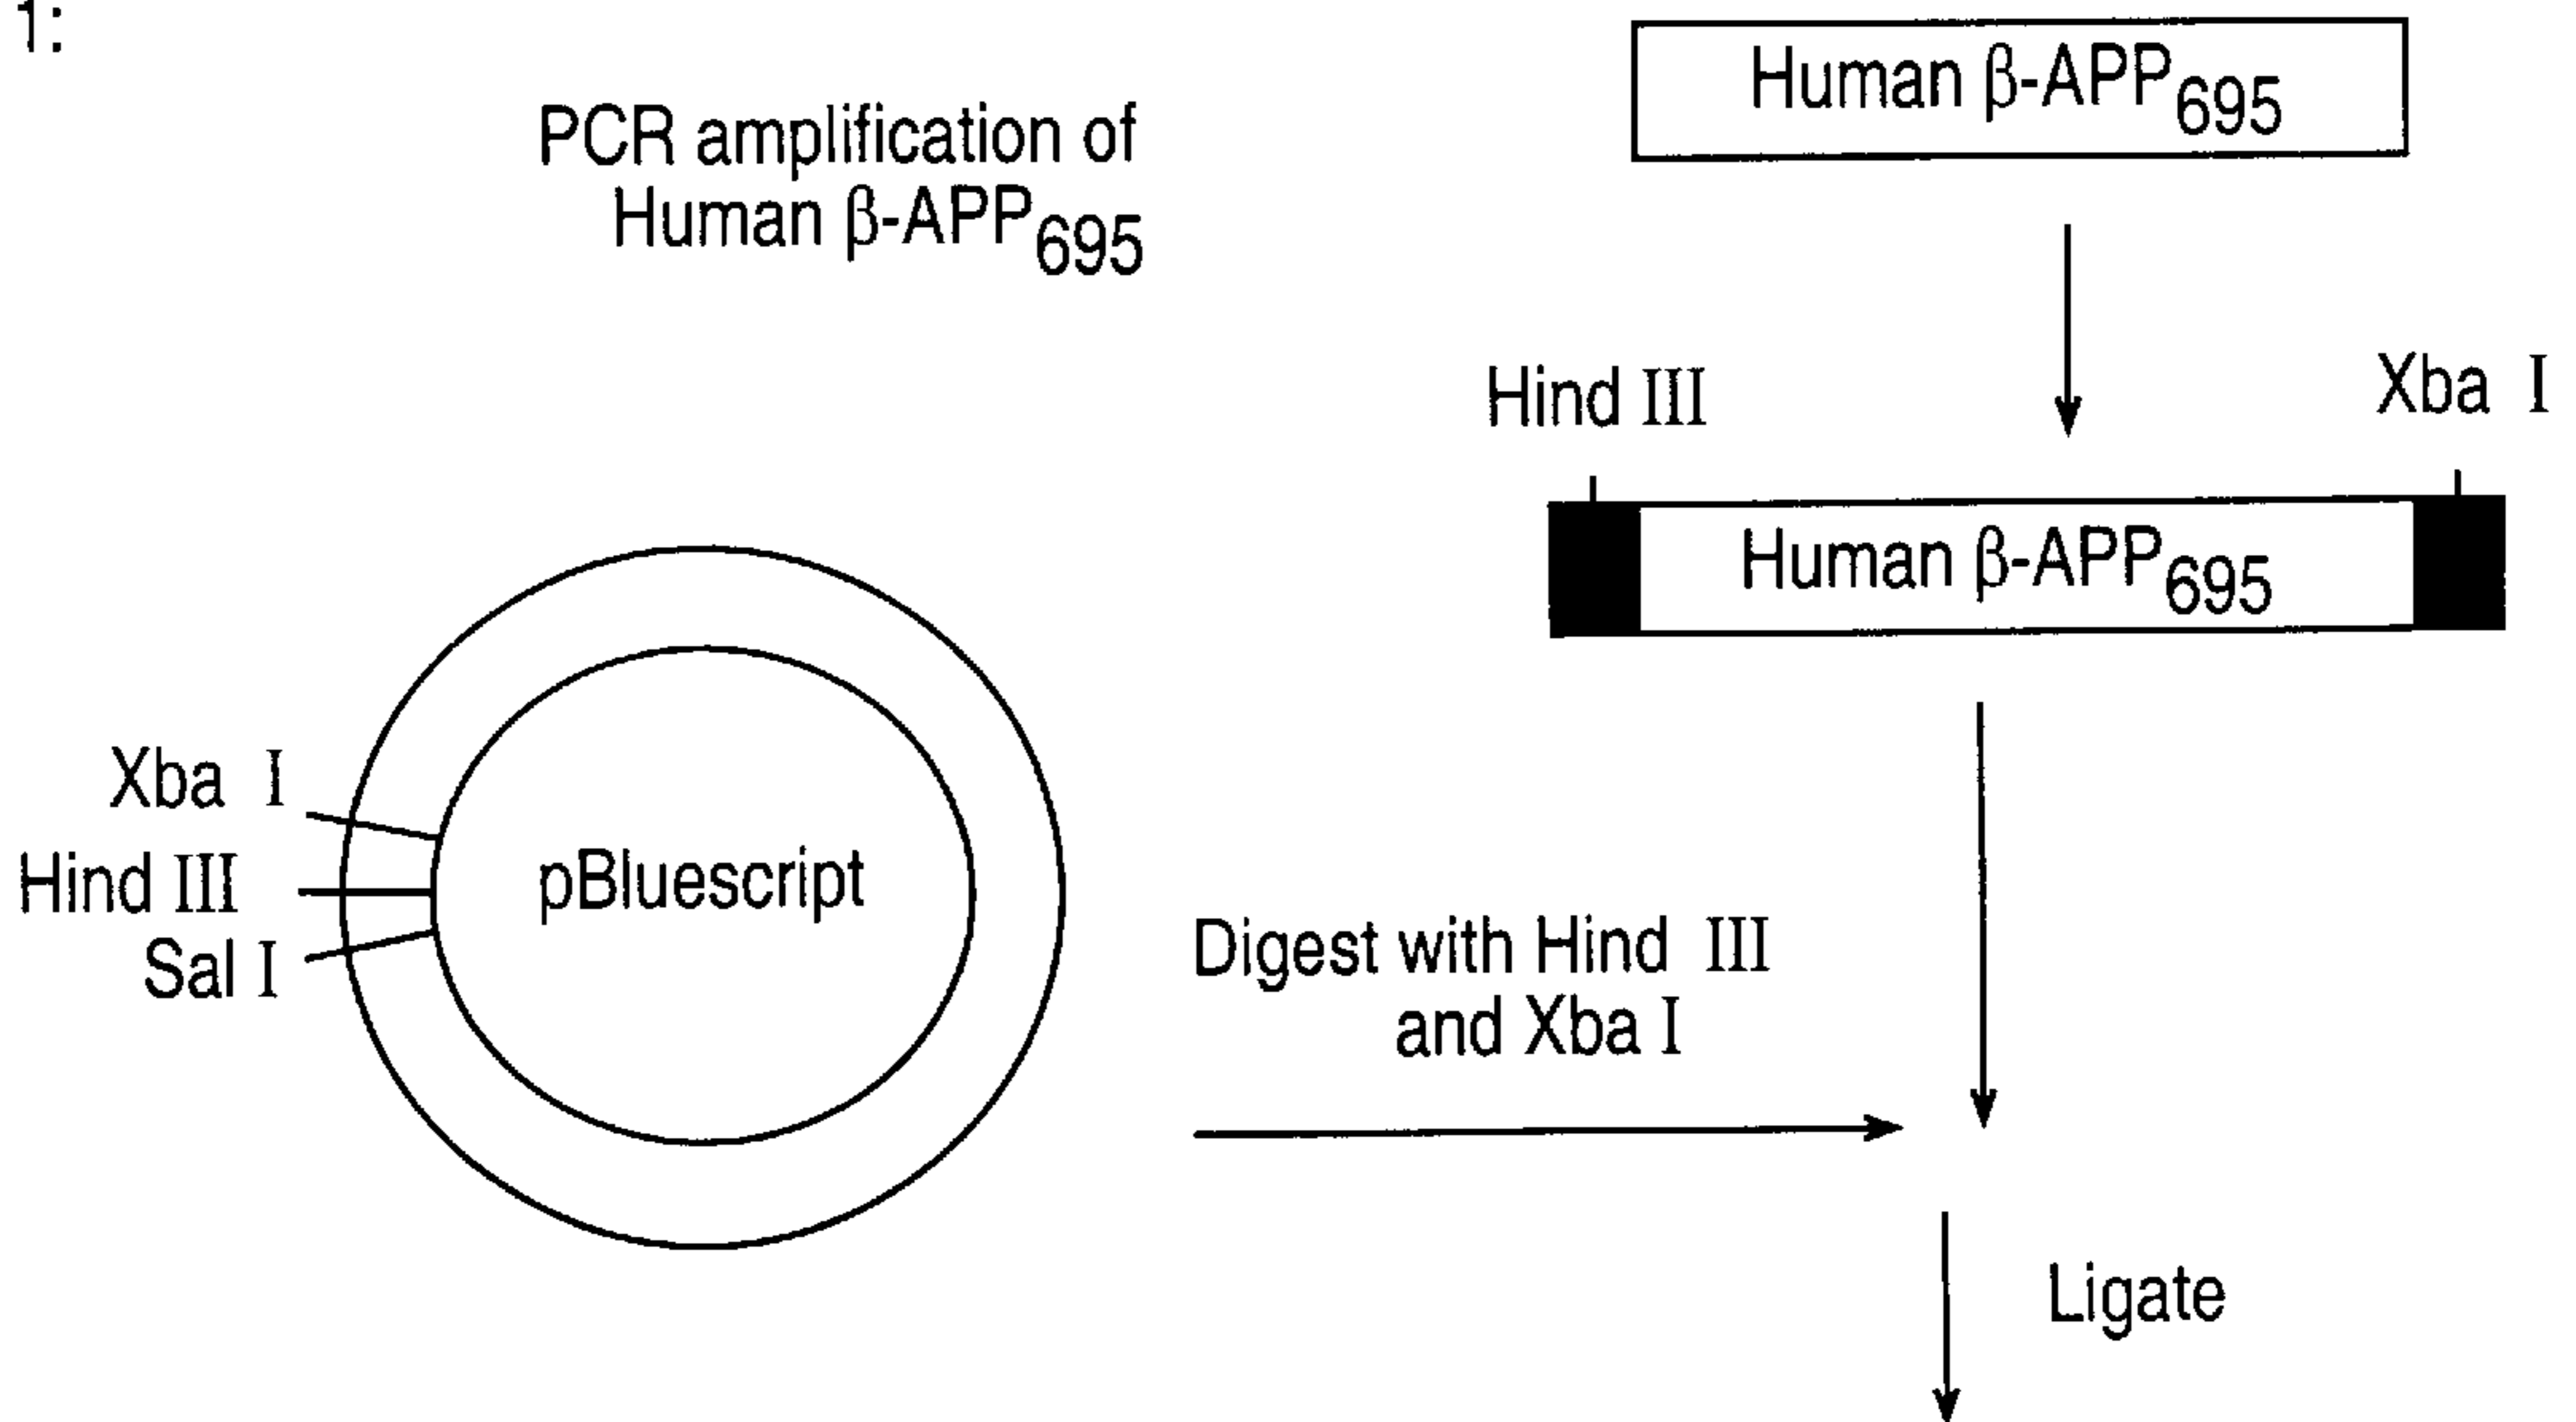 1:
Human β-APP695
PCR amplification of
Human β-APP695
Hind III
Xba I
Human β-APP695
Xba I
Hind III
Sal I
pBluescript
Digest with Hind III
and Xba I
Ligate